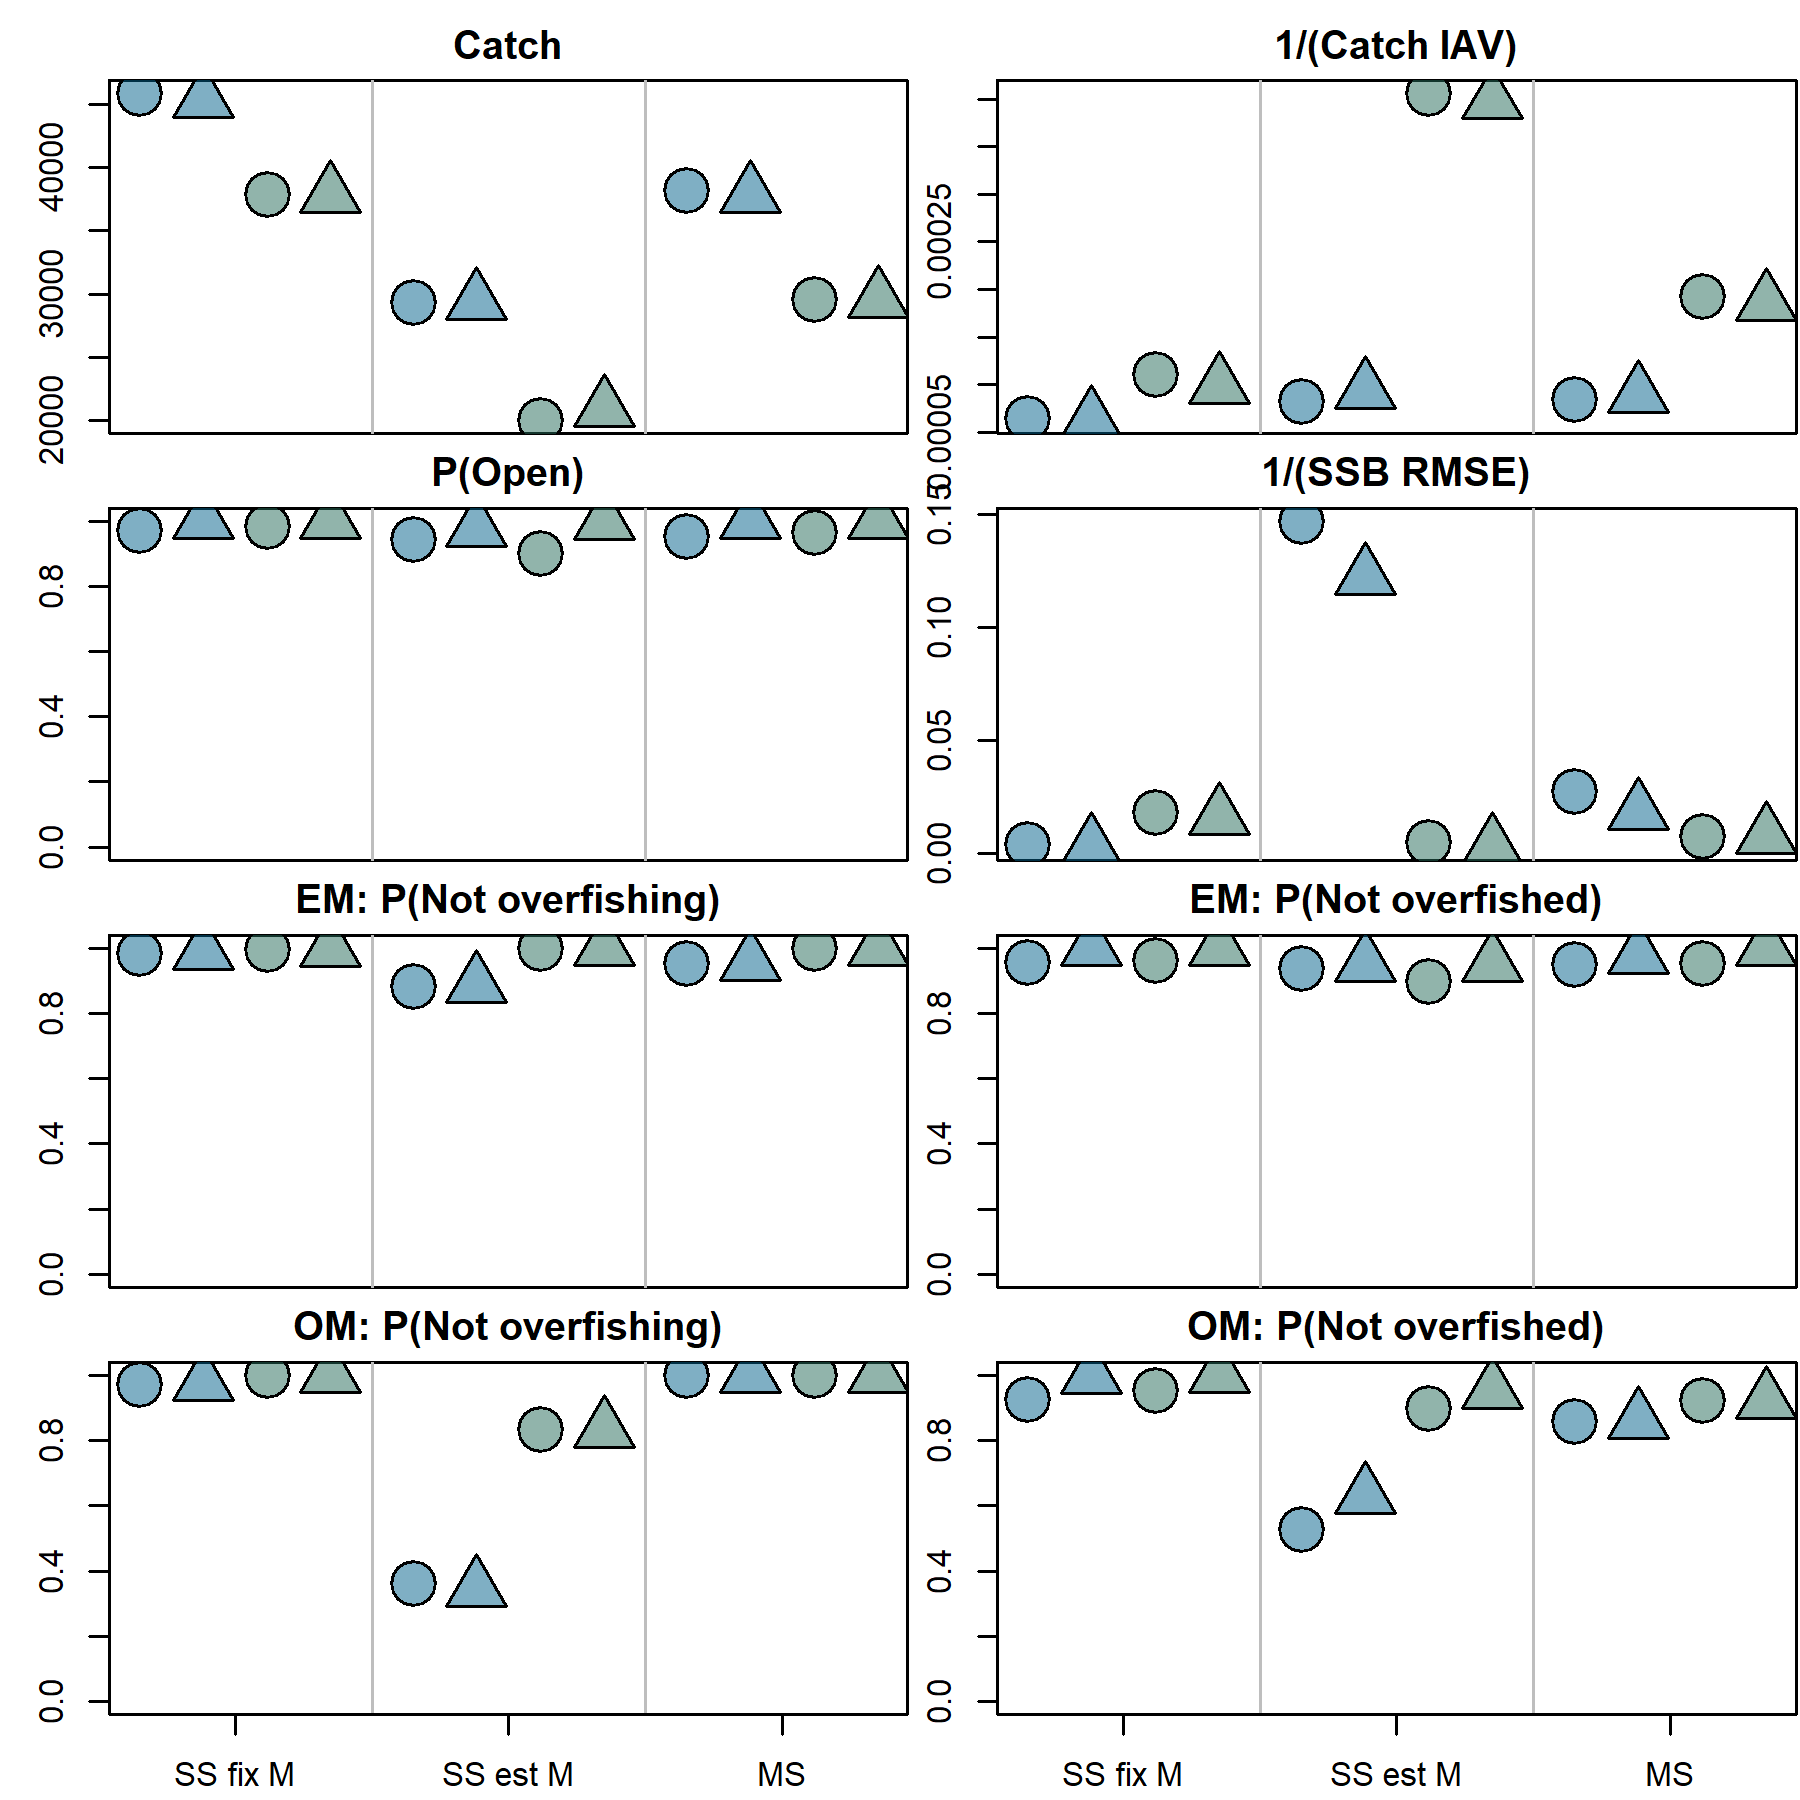 Catch
1/(Catch IAV)
40000
30000
20000
0.00025
0.00005
P(Open)
1/(SSB RMSE)
0.8
0.4
0.0
0.15
0.10
0.05
0.00
EM: P(Not overfishing)
EM: P(Not overfished)
0.8
0.4
0.0
0.8
0.4
0.0
OM: P(Not overfishing)
OM: P(Not overfished)
0.8
0.4
0.0
0.8
0.4
0.0
SS fix M
SS est M
MS
SS fix M
SS est M
MS